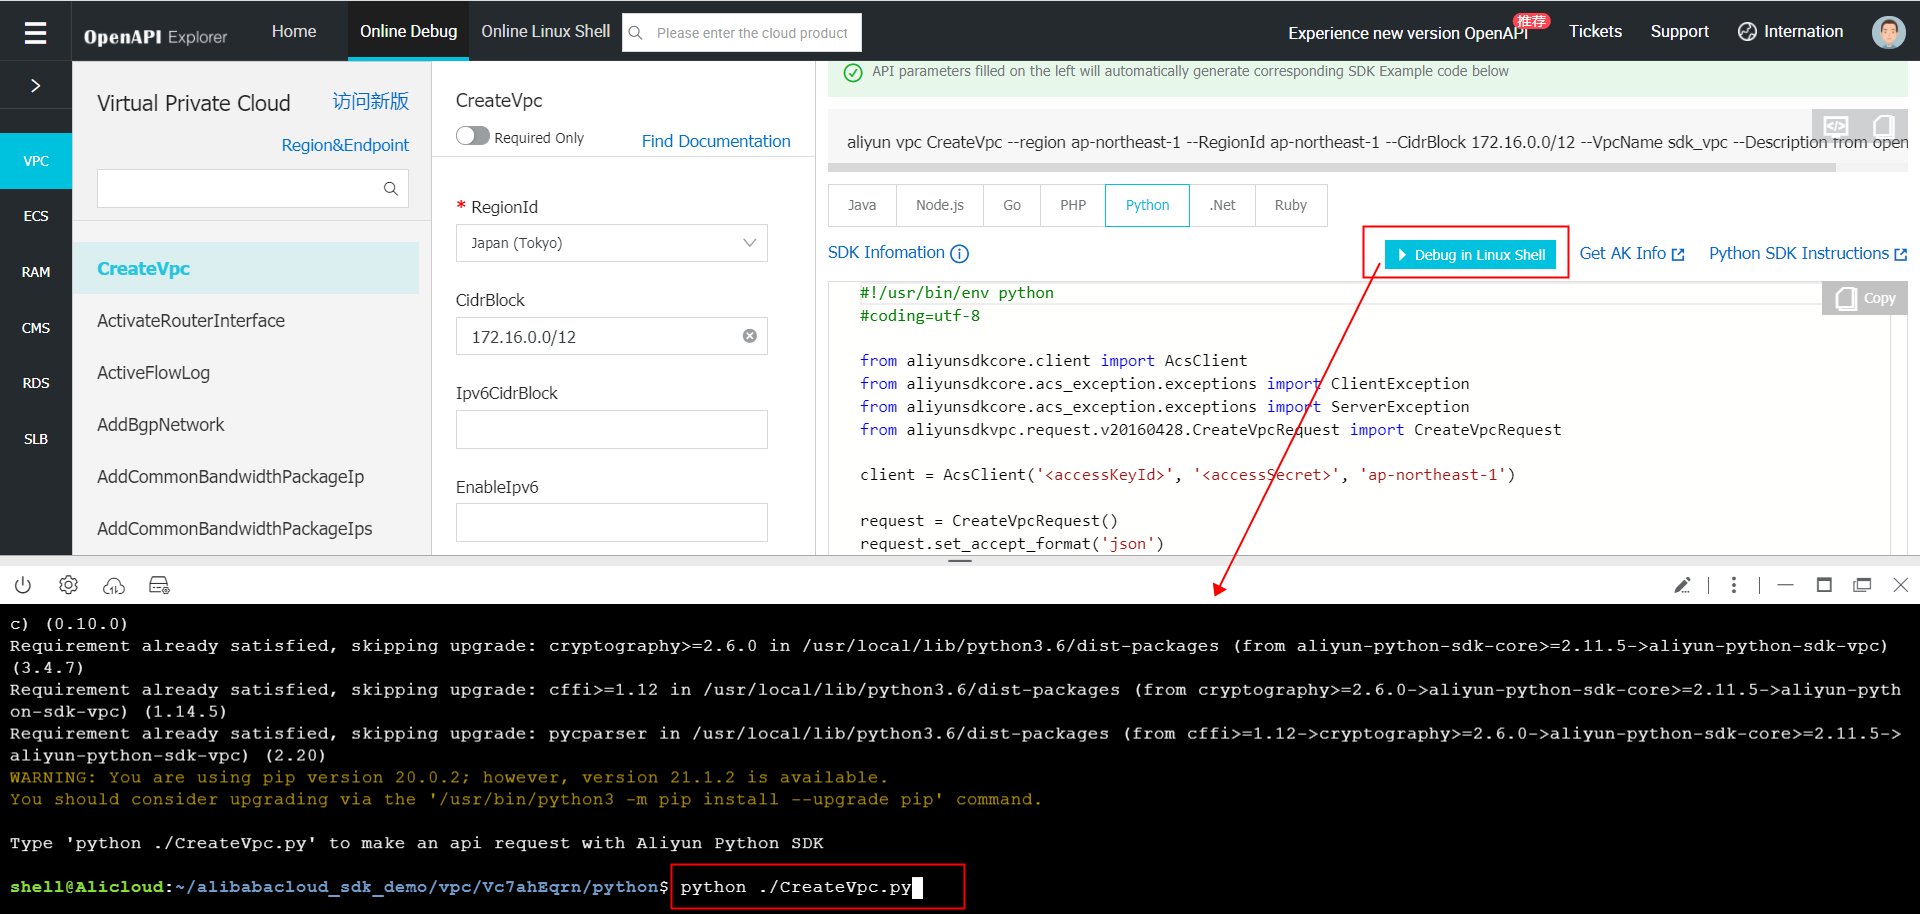 OpenAPI Explorer
Home
Online Debug
Online Linux Shell
Please enter the cloud product
Experience new version OpenAPI
推荐
Tickets
Support
Internation
VPC
ECS
RAM
CMS
RDS
SLB
Virtual Private Cloud
访问新版
Region&Endpoint
CreateVpc
ActivateRouterInterface
ActiveFlowLog
AddBgpNetwork
AddCommonBandwidthPackageIp
AddCommonBandwidthPackageIps
CreateVpc
Required Only
Find Documentation
* RegionId
Japan (Tokyo)
CidrBlock
172.16.0.0/12
Ipv6CidrBlock
EnableIpv6
API parameters filled on the left will automatically generate corresponding SDK Example code below
aliyun vpc CreateVpc --region ap-northeast-1 --RegionId ap-northeast-1 --CidrBlock 172.16.0.0/12 --VpcName sdk_vpc --Description from open
Java
Node.js
Go
PHP
Python
.Net
Ruby
SDK Infomation
Debug in Linux Shell
Get AK Info
Python SDK Instructions
Copy
#!/usr/bin/env python
#coding=utf-8
from aliyunsdkcore.client import AcsClient
from aliyunsdkcore.acs_exception.exceptions import ClientException
from aliyunsdkcore.acs_exception.exceptions import ServerException
from aliyunsdkvpc.request.v20160428.CreateVpcRequest import CreateVpcRequest
client = AcsClient('<accessKeyId>', '<accessSecret>', 'ap-northeast-1')
request = CreateVpcRequest()
request.set_accept_format('json')
c) (0.10.0)
Requirement already satisfied, skipping upgrade: cryptography>=2.6.0 in /usr/local/lib/python3.6/dist-packages (from aliyun-python-sdk-core>=2.11.5->aliyun-python-sdk-vpc)
(3.4.7)
Requirement already satisfied, skipping upgrade: cffi>=1.12 in /usr/local/lib/python3.6/dist-packages (from cryptography>=2.6.0->aliyun-python-sdk-core>=2.11.5->aliyun-pyth
on-sdk-vpc) (1.14.5)
Requirement already satisfied, skipping upgrade: pycparser in /usr/local/lib/python3.6/dist-packages (from cffi>=1.12->cryptography>=2.6.0->aliyun-python-sdk-core>=2.11.5->
aliyun-python-sdk-vpc) (2.20)
WARNING: You are using pip version 20.0.2; however, version 21.1.2 is available.
You should consider upgrading via the '/usr/bin/python3 -m pip install --upgrade pip' command.
Type 'python ./CreateVpc.py' to make an api request with Aliyun Python SDK
shell@Alicloud:~/alibabacloud_sdk_demo/vpc/Vc7ahEqrn/python$ python ./CreateVpc.py